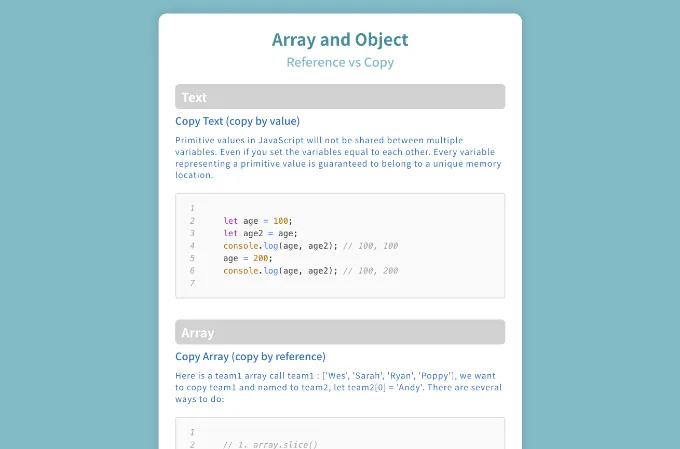 Array and Object
Reference vs Copy
Text
Copy Text (copy by value)
Primitive values in JavaScript will not be shared between multiple
variables. Even if you set the variables equal to each other. Every variable
representing a primitive value is guaranteed to belong to a unique memory
location.
1
2 let age = 100;
3 let age2 = age;
4 console.log(age, age2); // 100, 100
5 age = 200;
6 console.log(age, age2); // 100, 200
7
Array
Copy Array (copy by reference)
Here is a team1 array call team1 : ['Wes', 'Sarah', 'Ryan', 'Poppy'], we want
to copy team1 and named to team2, let team2[0] = 'Andy'. There are several
ways to do:
1
2 // 1. array.slice()